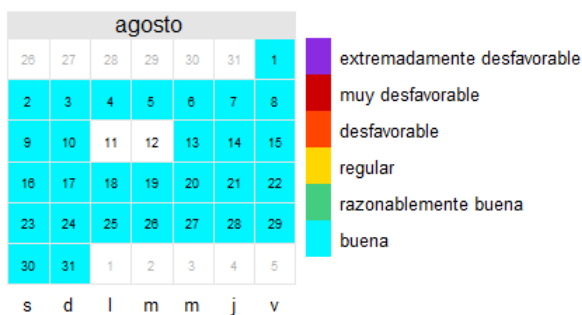 agosto
26 27 28 29 30 31 1
2 3 4 5 6 7 8
9 10 11 12 13 14 15
16 17 18 19 20 21 22
23 24 25 26 27 28 29
30 31 1 2 3 4 5
s d l m m j v
extremadamente desfavorable
muy desfavorable
desfavorable
regular
razonablemente buena
buena